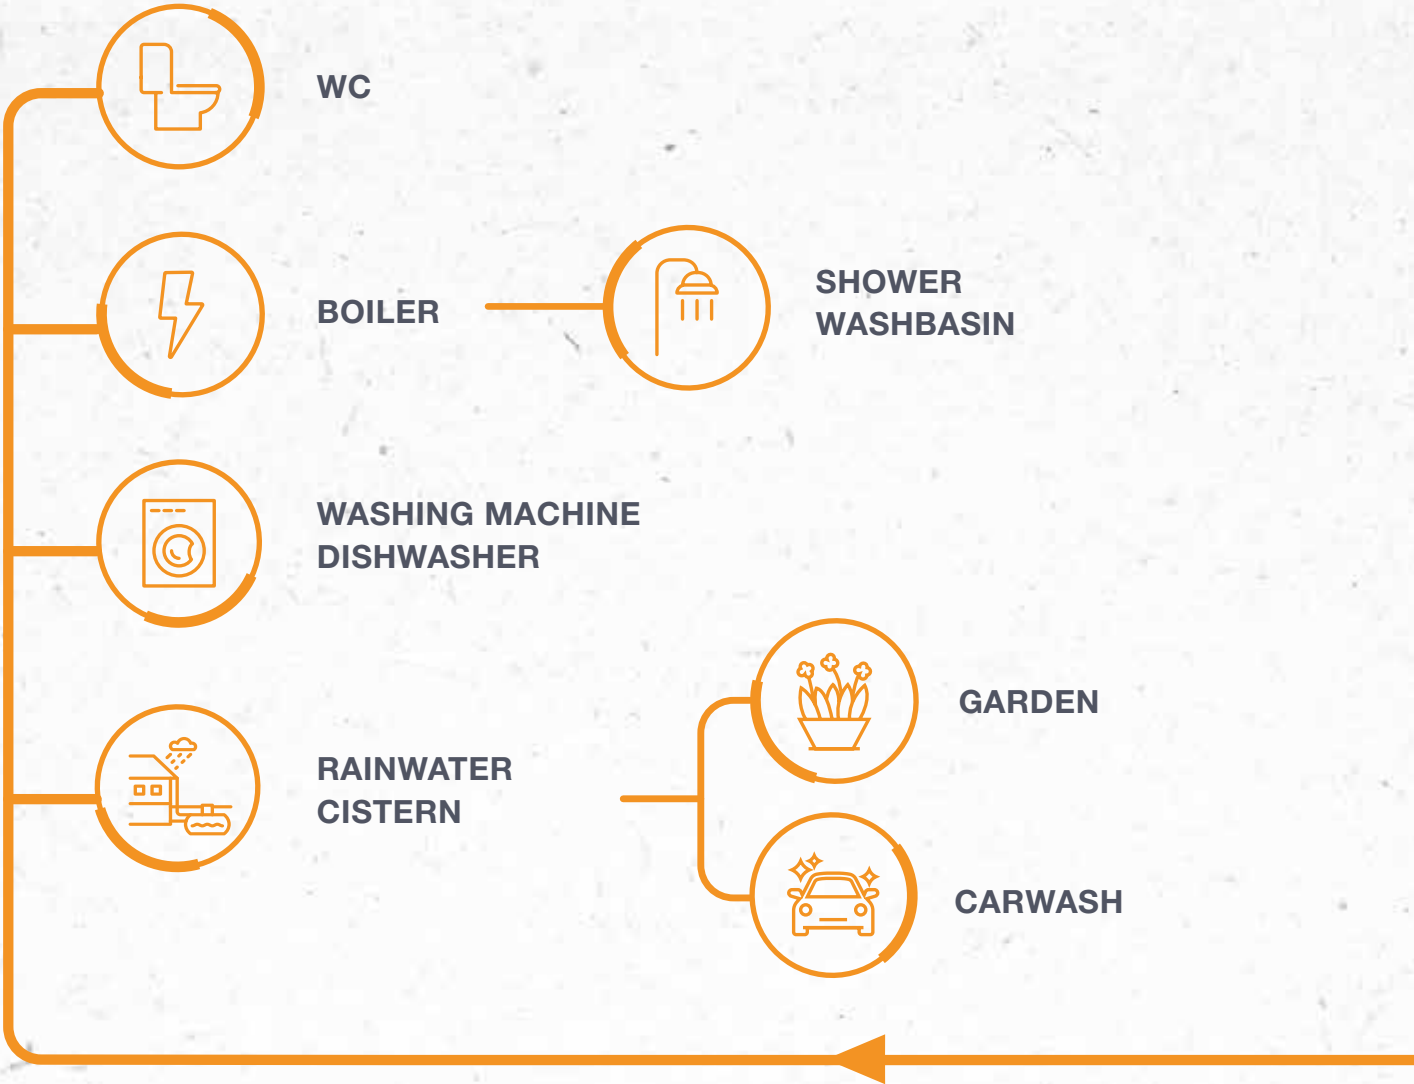 WC
BOILER
SHOWER
WASHBASIN
WASHING MACHINE
DISHWASHER
RAINWATER
CISTERN
GARDEN
CARWASH